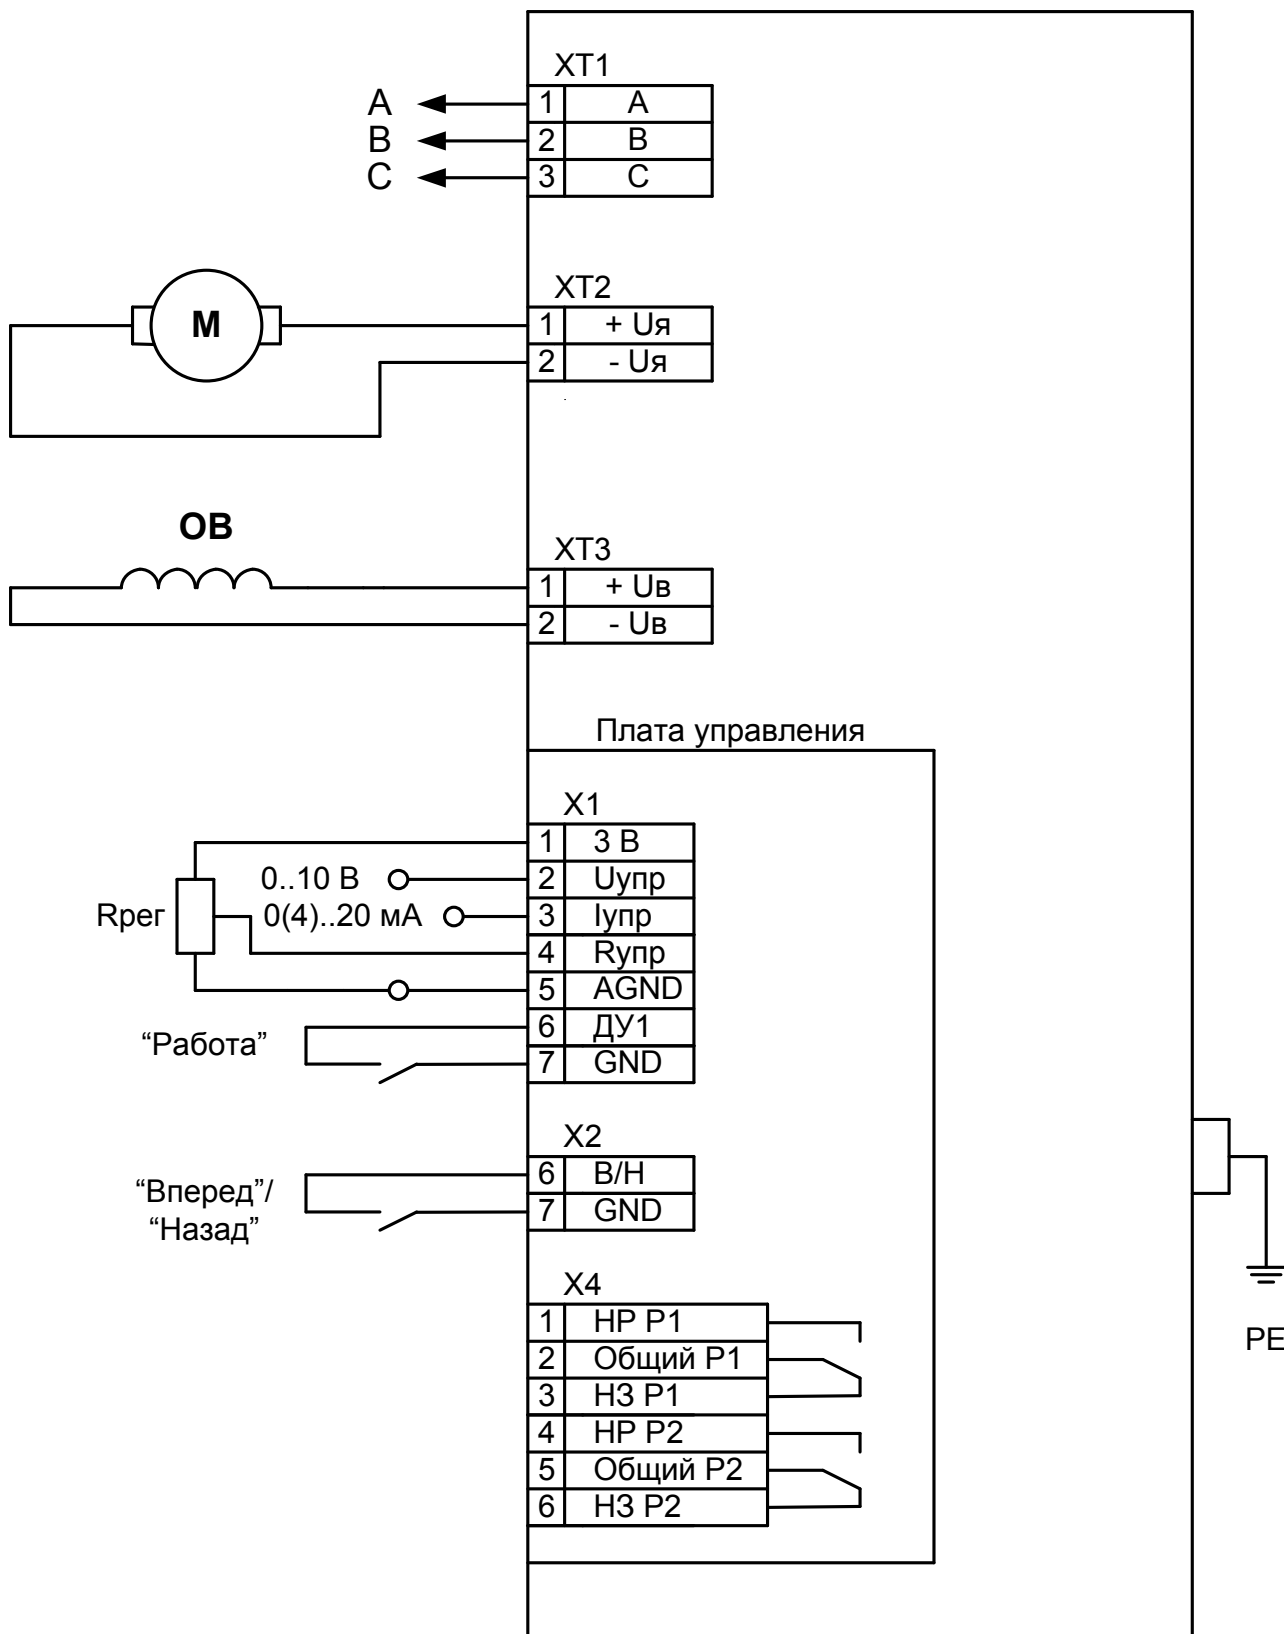 XT1
A 1 A
B 2 B
C 3 C
XT2
M 1 + Uя
2 - Uя
ОВ
XT3
1 + Uв
2 - Uв
Плата управления
X1
1 3 В
0..10 В 2 Uупр
Rрег 0(4)..20 мА 3 Iупр
4 Rупр
5 AGND
“Работа” 6 ДУ1
7 GND
X2
“Вперед”/ 6 В/Н
“Назад” 7 GND
X4
1 НР Р1
2 Общий Р1
3 НЗ Р1
4 НР Р2
5 Общий Р2
6 НЗ Р2
PE